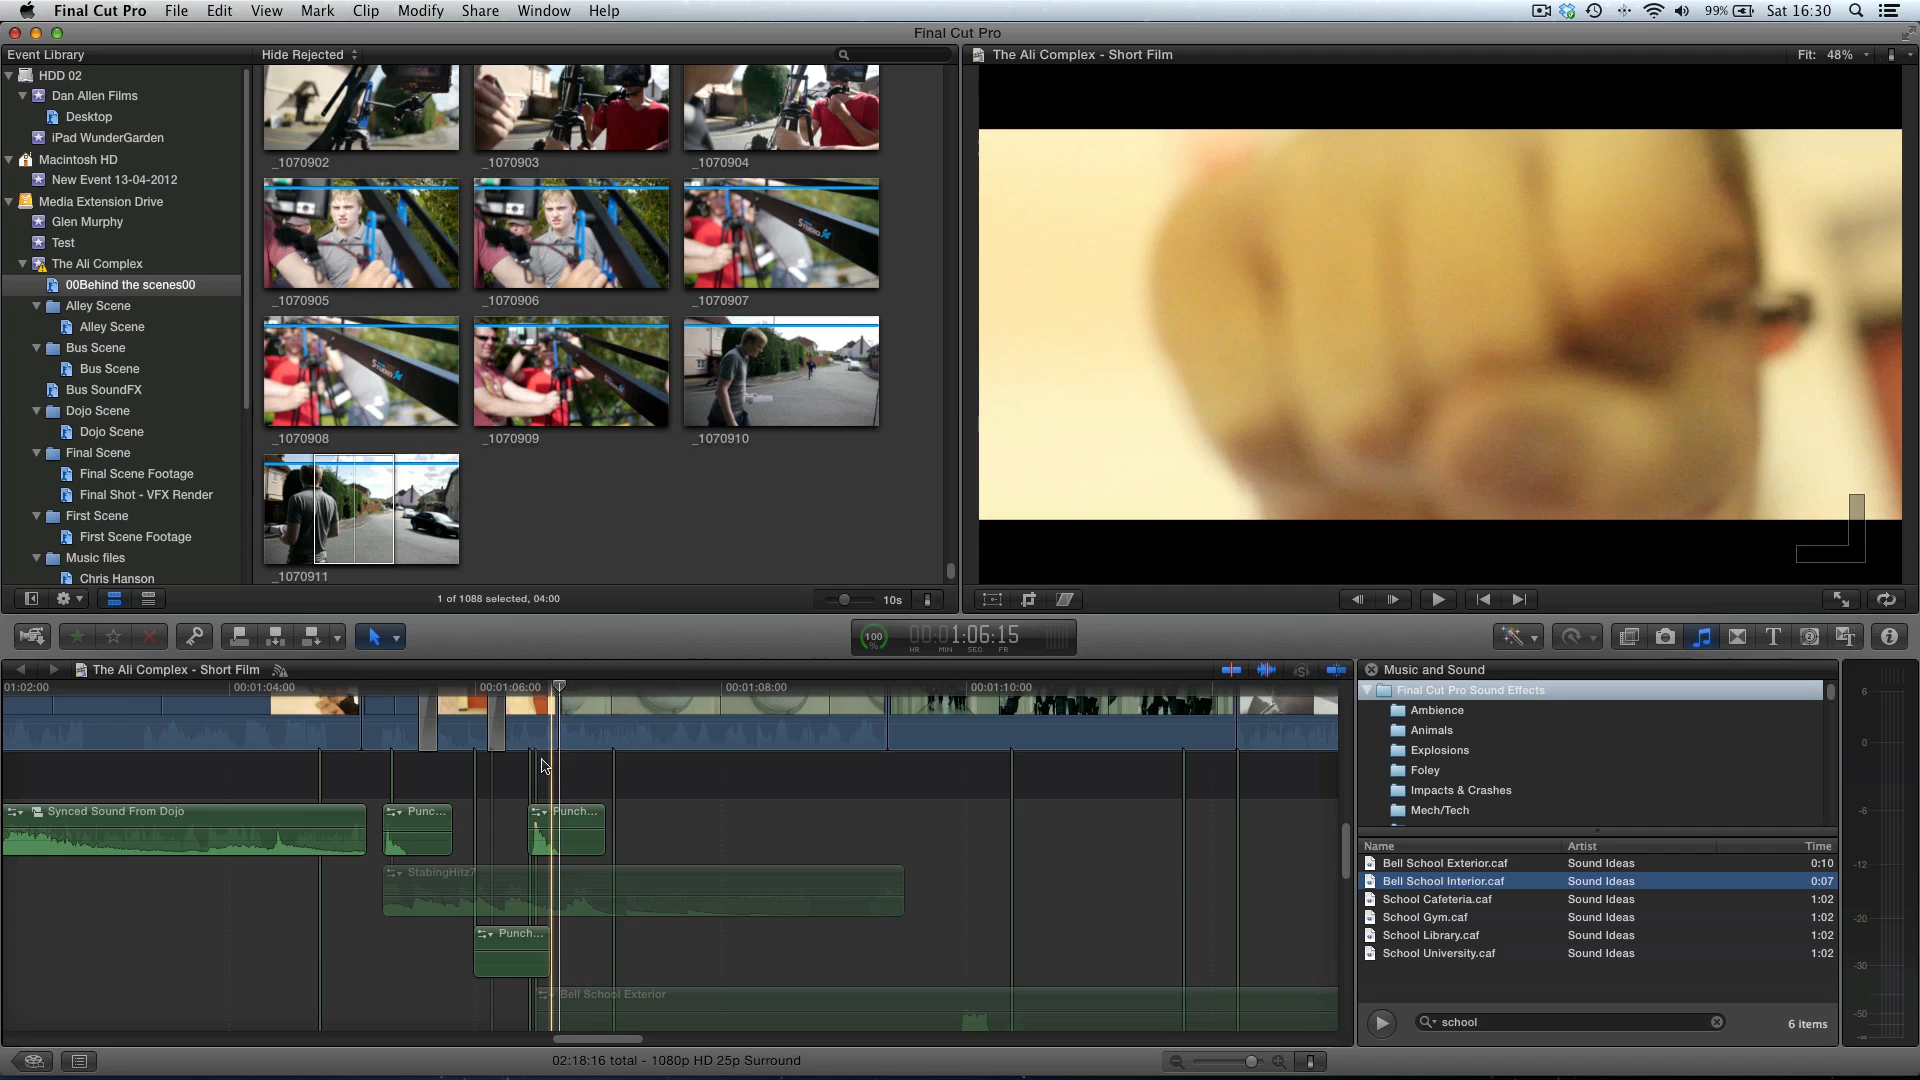 Final Cut Pro File Edit View Mark Clip Modify Share Window Help 99% Sat 16:30
Final Cut Pro
Event Library
Hide Rejected
The Ali Complex - Short Film
Fit: 48%
HDD 02
Dan Allen Films
Desktop
iPad WunderGarden
Macintosh HD
New Event 13-04-2012
Media Extension Drive
Glen Murphy
Test
The Ali Complex
00Behind the scenes00
Alley Scene
Alley Scene
Bus Scene
Bus Scene
Bus SoundFX
Dojo Scene
Dojo Scene
Final Scene
Final Scene Footage
Final Shot - VFX Render
First Scene
First Scene Footage
Music files
Chris Hanson
_1070902 _1070903 _1070904
_1070905 _1070906 _1070907
_1070908 _1070909 _1070910
_1070911
1 of 1088 selected, 04:00
10s
100 % 00:01:06:15
HR MIN SEC FR
The Ali Complex - Short Film
01:02:00 00:01:04:00 00:01:06:00 00:01:08:00 00:01:10:00
Synced Sound From Dojo
Punc...
Punch...
StabingHitz7
Punch...
Bell School Exterior
02:18:16 total - 1080p HD 25p Surround
Music and Sound
Final Cut Pro Sound Effects
Ambience
Animals
Explosions
Foley
Impacts & Crashes
Mech/Tech
Name Artist Time
Bell School Exterior.caf Sound Ideas 0:10
Bell School Interior.caf Sound Ideas 0:07
School Cafeteria.caf Sound Ideas 1:02
School Gym.caf Sound Ideas 1:02
School Library.caf Sound Ideas 1:02
School University.caf Sound Ideas 1:02
school
6 items
6
0
-6
-12
-20
-30
-50